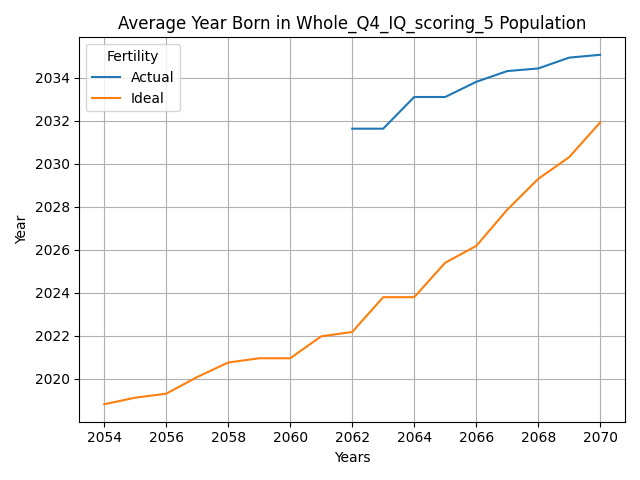 Average Year Born in Whole_Q4_IQ_scoring_5 Population
Fertility
Actual
Ideal
Year
2034
2032
2030
2028
2026
2024
2022
2020
2054 2056 2058 2060 2062 2064 2066 2068 2070
Years